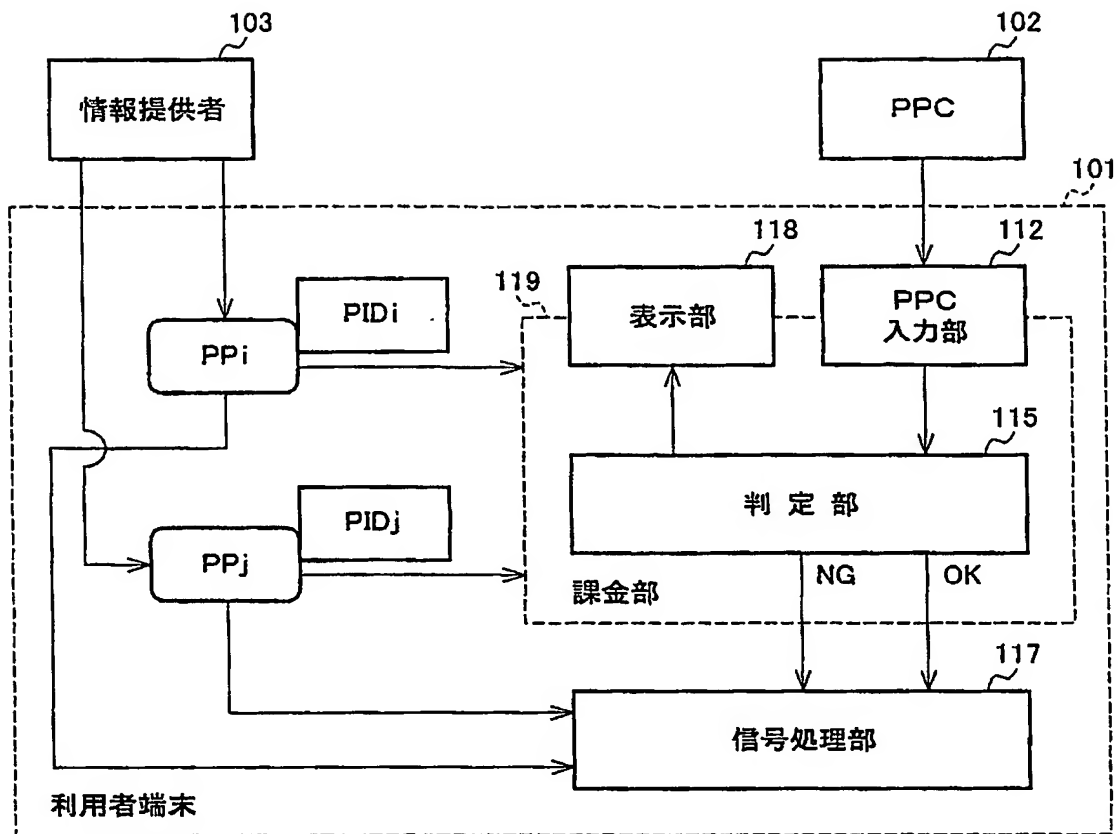 103
102
情報提供者
PPC
101
118
112
119
PIDi
表示部
PPC
入力部
PPi
115
PIDj
判定部
PPj
NG
OK
課金部
117
信号処理部
利用者端末